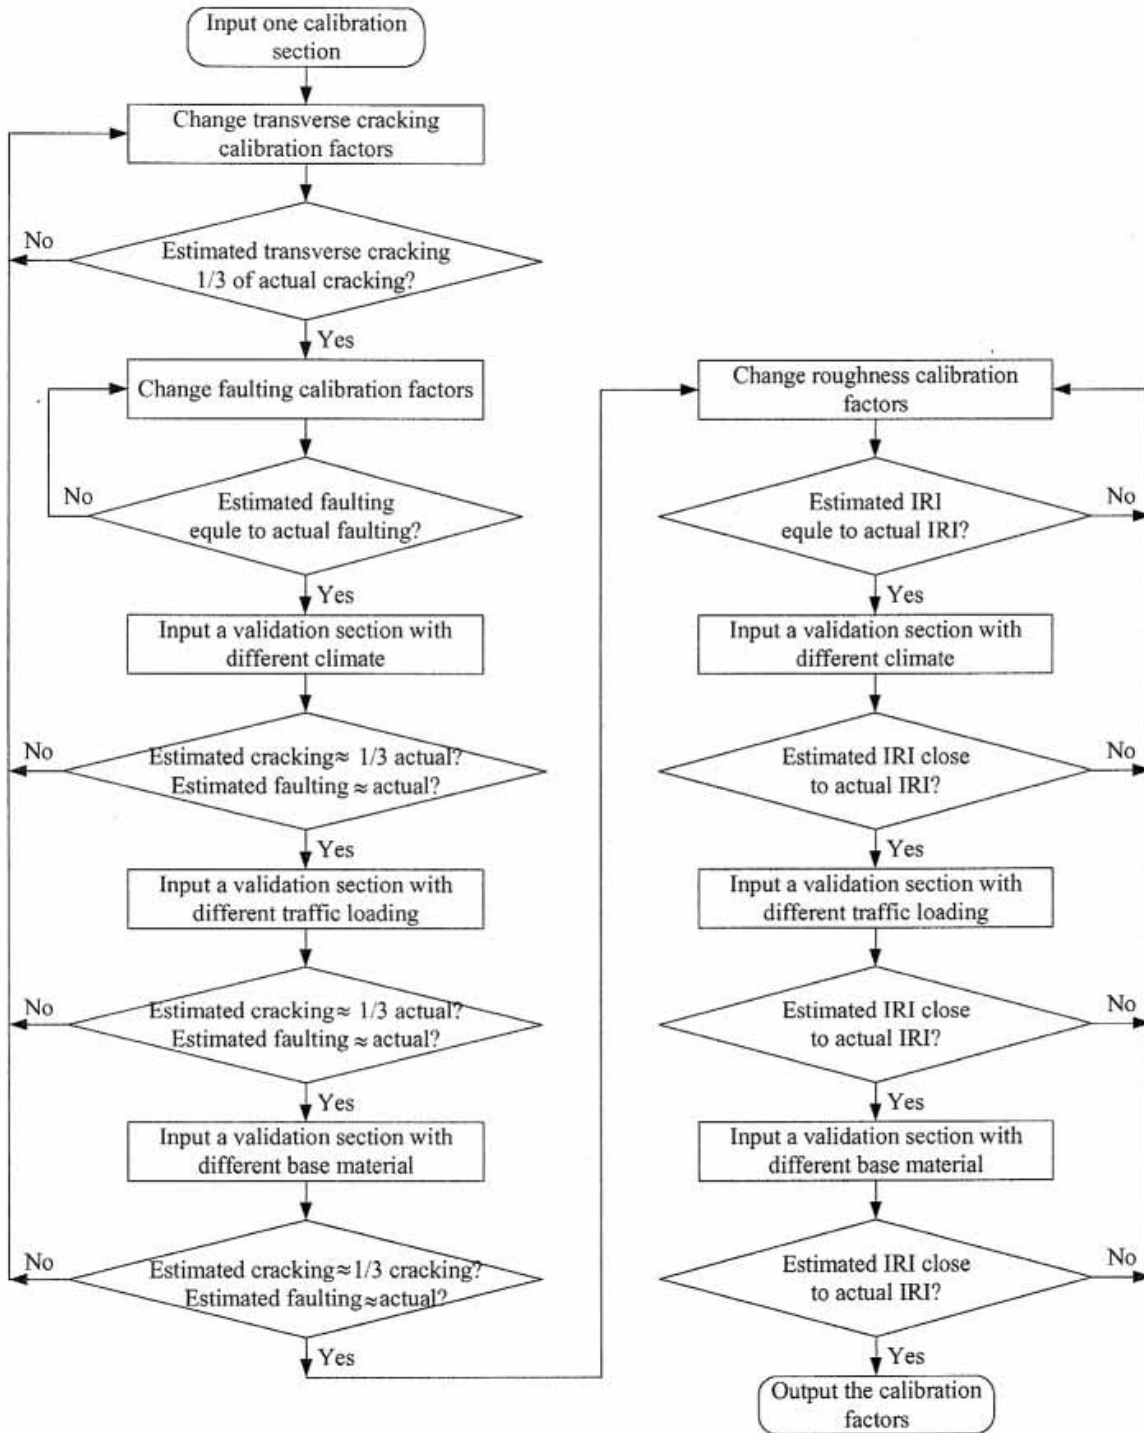 Input one calibration
section
Change transverse cracking
calibration factors
No
Estimated transverse cracking
1/3 of actual cracking?
Yes
Change faulting calibration factors
No
Estimated faulting
equle to actual faulting?
Yes
Input a validation section with
different climate
No
Estimated cracking≈ 1/3 actual?
Estimated faulting ≈ actual?
Yes
Input a validation section with
different traffic loading
No
Estimated cracking≈ 1/3 actual?
Estimated faulting ≈ actual?
Yes
Input a validation section with
different base material
No
Estimated cracking≈1/3 cracking?
Estimated faulting≈actual?
Yes
Change roughness calibration
factors
Estimated IRI
equle to actual IRI?
No
Yes
Input a validation section with
different climate
Estimated IRI close
to actual IRI?
No
Yes
Input a validation section with
different traffic loading
Estimated IRI close
to actual IRI?
No
Yes
Input a validation section with
different base material
Estimated IRI close
to actual IRI?
No
Yes
Output the calibration
factors